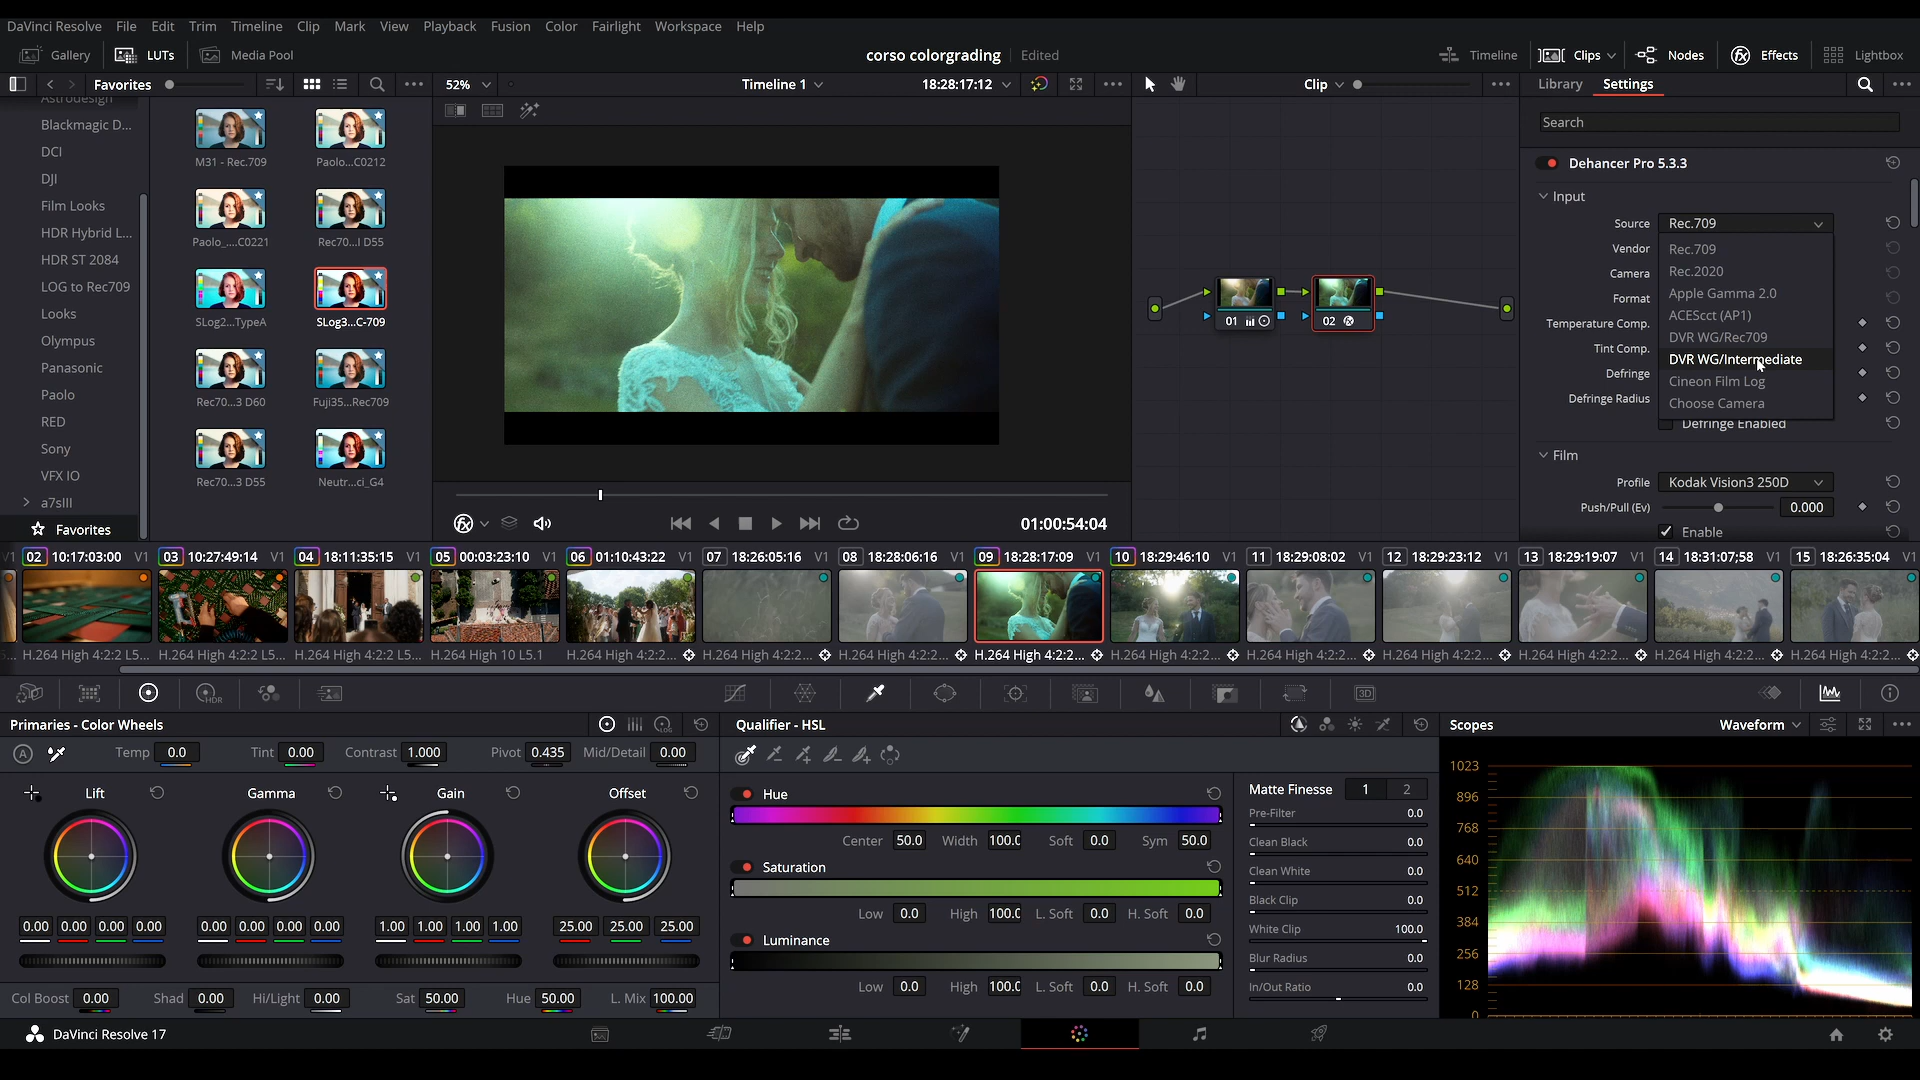 DaVinci Resolve File Edit Trim Timeline Clip Mark View Playback Fusion Color Fairlight Workspace Help
Gallery LUTs Media Pool corso colorgrading Edited Timeline Clips Nodes Effects Lightbox
Favorites 52% Timeline 1 18:28:17:12 Clip Library Settings
Astrodesign
Blackmagic D...
DCI
DJI
Film Looks
HDR Hybrid L...
HDR ST 2084
LOG to Rec709
Looks
Olympus
Panasonic
Paolo
RED
Sony
VFX IO
a7sIII
Favorites
M31 - Rec.709 Paolo...C0212
Paolo_....C0221 Rec70...l D55
SLog2...TypeA SLog3...C-709
Rec70...3 D60 Fuji35...Rec709
Rec70...3 D55 Neutr...ci_G4
01:00:54:04
01 02
Search
Dehancer Pro 5.3.3
Input
Source Rec.709
Vendor Rec.709
Rec.2020
Camera
Format Apple Gamma 2.0
ACEScct (AP1)
Temperature Comp.
DVR WG/Rec709
Tint Comp.
DVR WG/Intermediate
Defringe
Cineon Film Log
Defringe Radius
Choose Camera
Defringe Enabled
Film
Profile Kodak Vision3 250D
Push/Pull (Ev) 0.000
Enable
V1 02 10:17:03:00 V1 03 10:27:49:14 V1 04 18:11:35:15 V1 05 00:03:23:10 V1 06 01:10:43:22 V1 07 18:26:05:16 V1 08 18:28:06:16 V1 09 18:28:17:09 V1 10 18:29:46:10 V1 11 18:29:08:02 V1 12 18:29:23:12 V1 13 18:29:19:07 V1 14 18:31:07:58 V1 15 18:26:35:04 V1
5... H.264 High 4:2:2 L5... H.264 High 4:2:2 L5... H.264 High 4:2:2 L5... H.264 High 10 L5.1 H.264 High 4:2:2... H.264 High 4:2:2... H.264 High 4:2:2... H.264 High 4:2:2... H.264 High 4:2:2... H.264 High 4:2:2... H.264 High 4:2:2... H.264 High 4:2:2... H.264 High 4:2:2... H.264 High 4:2:2...
HDR 3D
Primaries - Color Wheels LOG
A Temp 0.0 Tint 0.00 Contrast 1.000 Pivot 0.435 Mid/Detail 0.00
Lift Gamma Gain Offset
0.00 0.00 0.00 0.00 0.00 0.00 0.00 0.00 1.00 1.00 1.00 1.00 25.00 25.00 25.00
Col Boost 0.00 Shad 0.00 Hi/Light 0.00 Sat 50.00 Hue 50.00 L. Mix 100.00
Qualifier - HSL
Hue
Center 50.0 Width 100.0 Soft 0.0 Sym 50.0
Saturation
Low 0.0 High 100.0 L. Soft 0.0 H. Soft 0.0
Luminance
Low 0.0 High 100.0 L. Soft 0.0 H. Soft 0.0
Matte Finesse 1 2
Pre-Filter 0.0
Clean Black 0.0
Clean White 0.0
Black Clip 0.0
White Clip 100.0
Blur Radius 0.0
In/Out Ratio 0.0
Scopes Waveform
1023
896
768
640
512
384
256
128
0
DaVinci Resolve 17